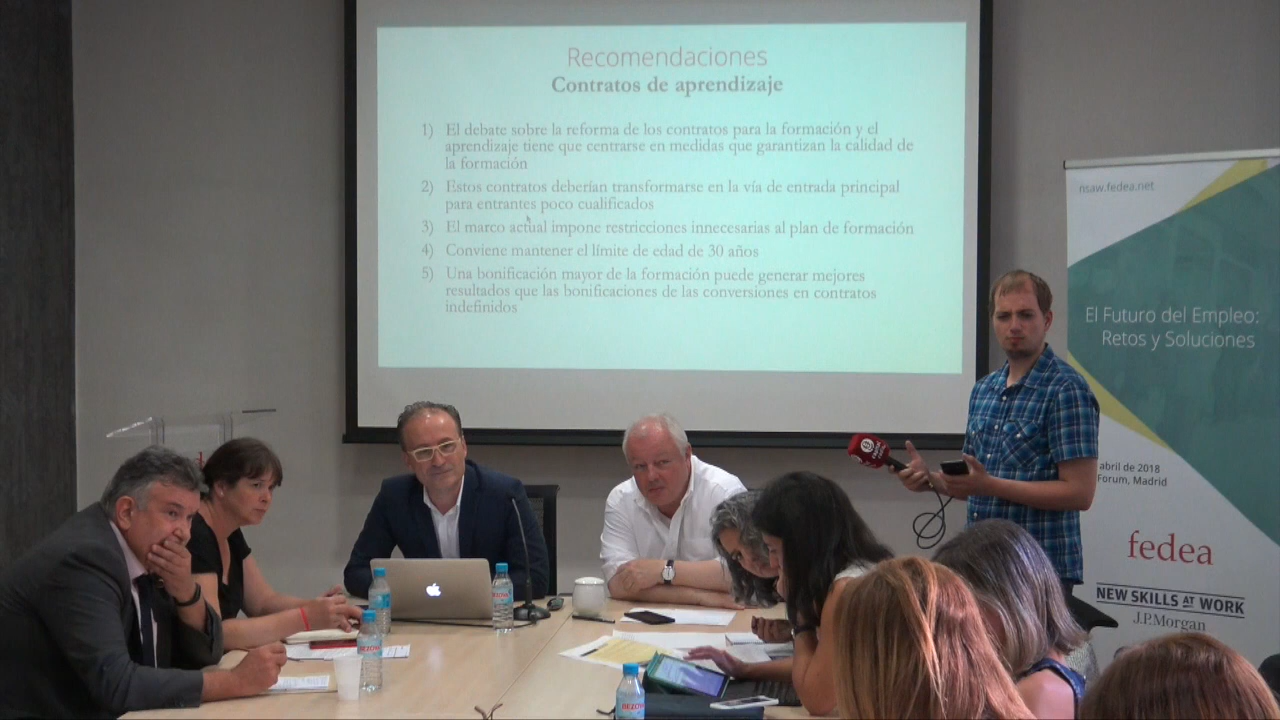 Recomendaciones
Contratos de aprendizaje
1) El debate sobre la reforma de los contratos para la formación y el
aprendizaje tiene que centrarse en medidas que garantizan la calidad de
la formación
2) Estos contratos deberían transformarse en la vía de entrada principal
para entrantes poco cualificados
3) El marco actual impone restricciones innecesarias al plan de formación
4) Conviene mantener el límite de edad de 30 años
5) Una bonificación mayor de la formación puede generar mejores
resultados que las bonificaciones de las conversiones en contratos
indefinidos
nsaw.fedea.net
El Futuro del Empleo:
Retos y Soluciones
abril de 2018
Forum, Madrid
fedea
NEW SKILLS AT WORK
J.P.Morgan
BEZOYA